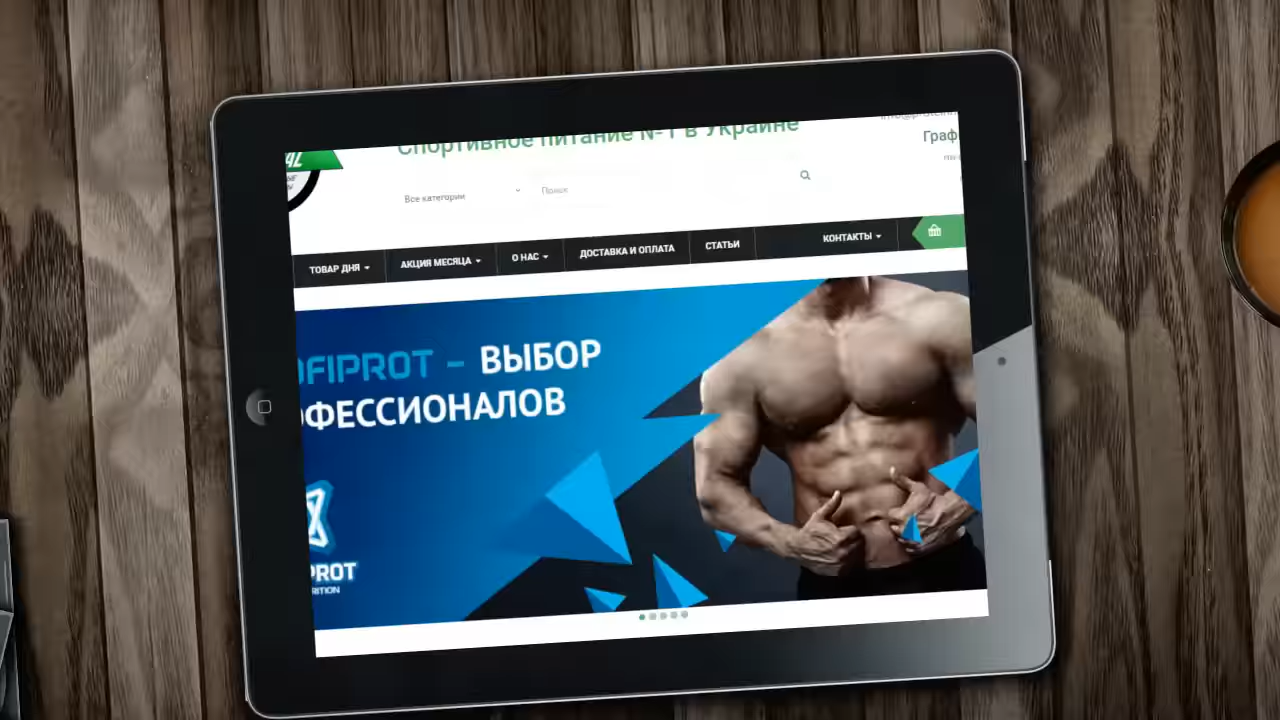 AL
Спортивное питание №1 в Украине
Граф
Все категории
Поиск
ТОВАР ДНЯ
АКЦИЯ МЕСЯЦА
О НАС
ДОСТАВКА И ОПЛАТА
СТАТЬИ
КОНТАКТЫ
OFIPROT – ВЫБОР
ОФЕССИОНАЛОВ
PROT
RITION